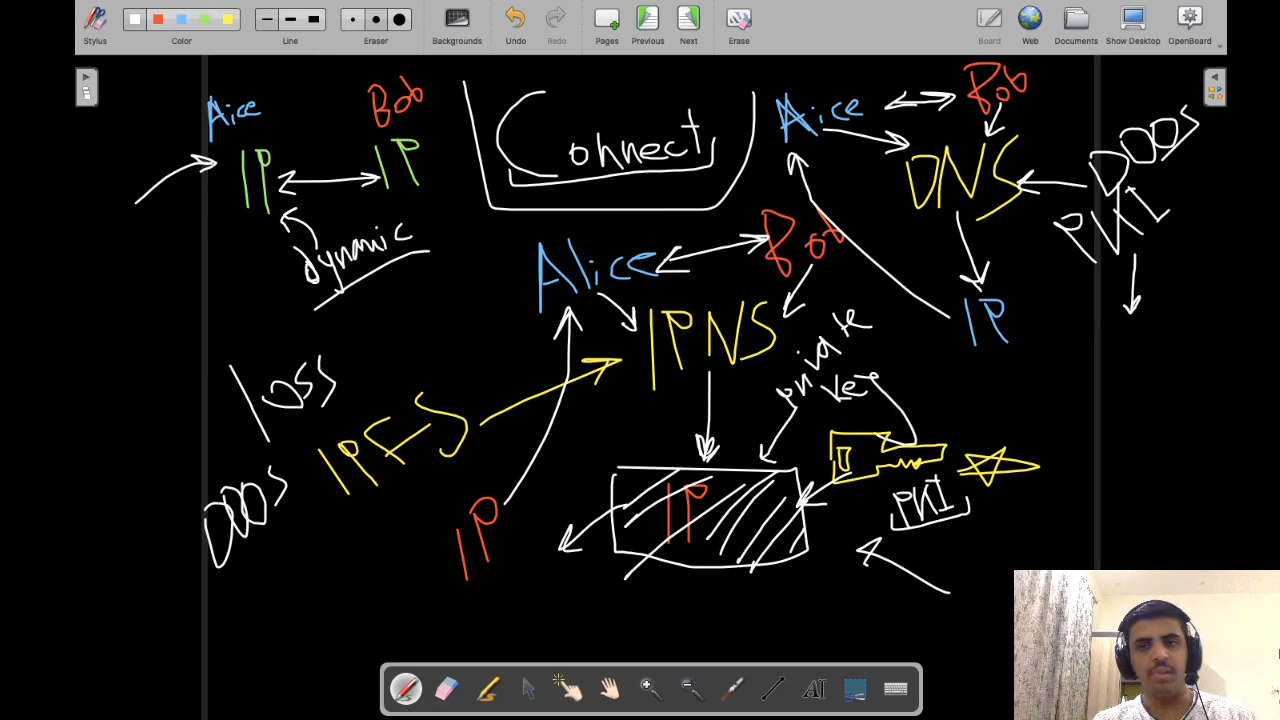 Stylus
Color
Line
Eraser
Backgrounds
Undo
Redo
Pages
Previous
Next
Erase
Board
Web
Documents
Show Desktop
OpenBoard
Alice
Bob
IP
IP
dynamic
Connect
Alice
Bob
DNS
DDOS
PKI
IP
Alice
Bob
IPNS
private
key
loss
IPFS
DDOS
IP
IP
PKI
AI